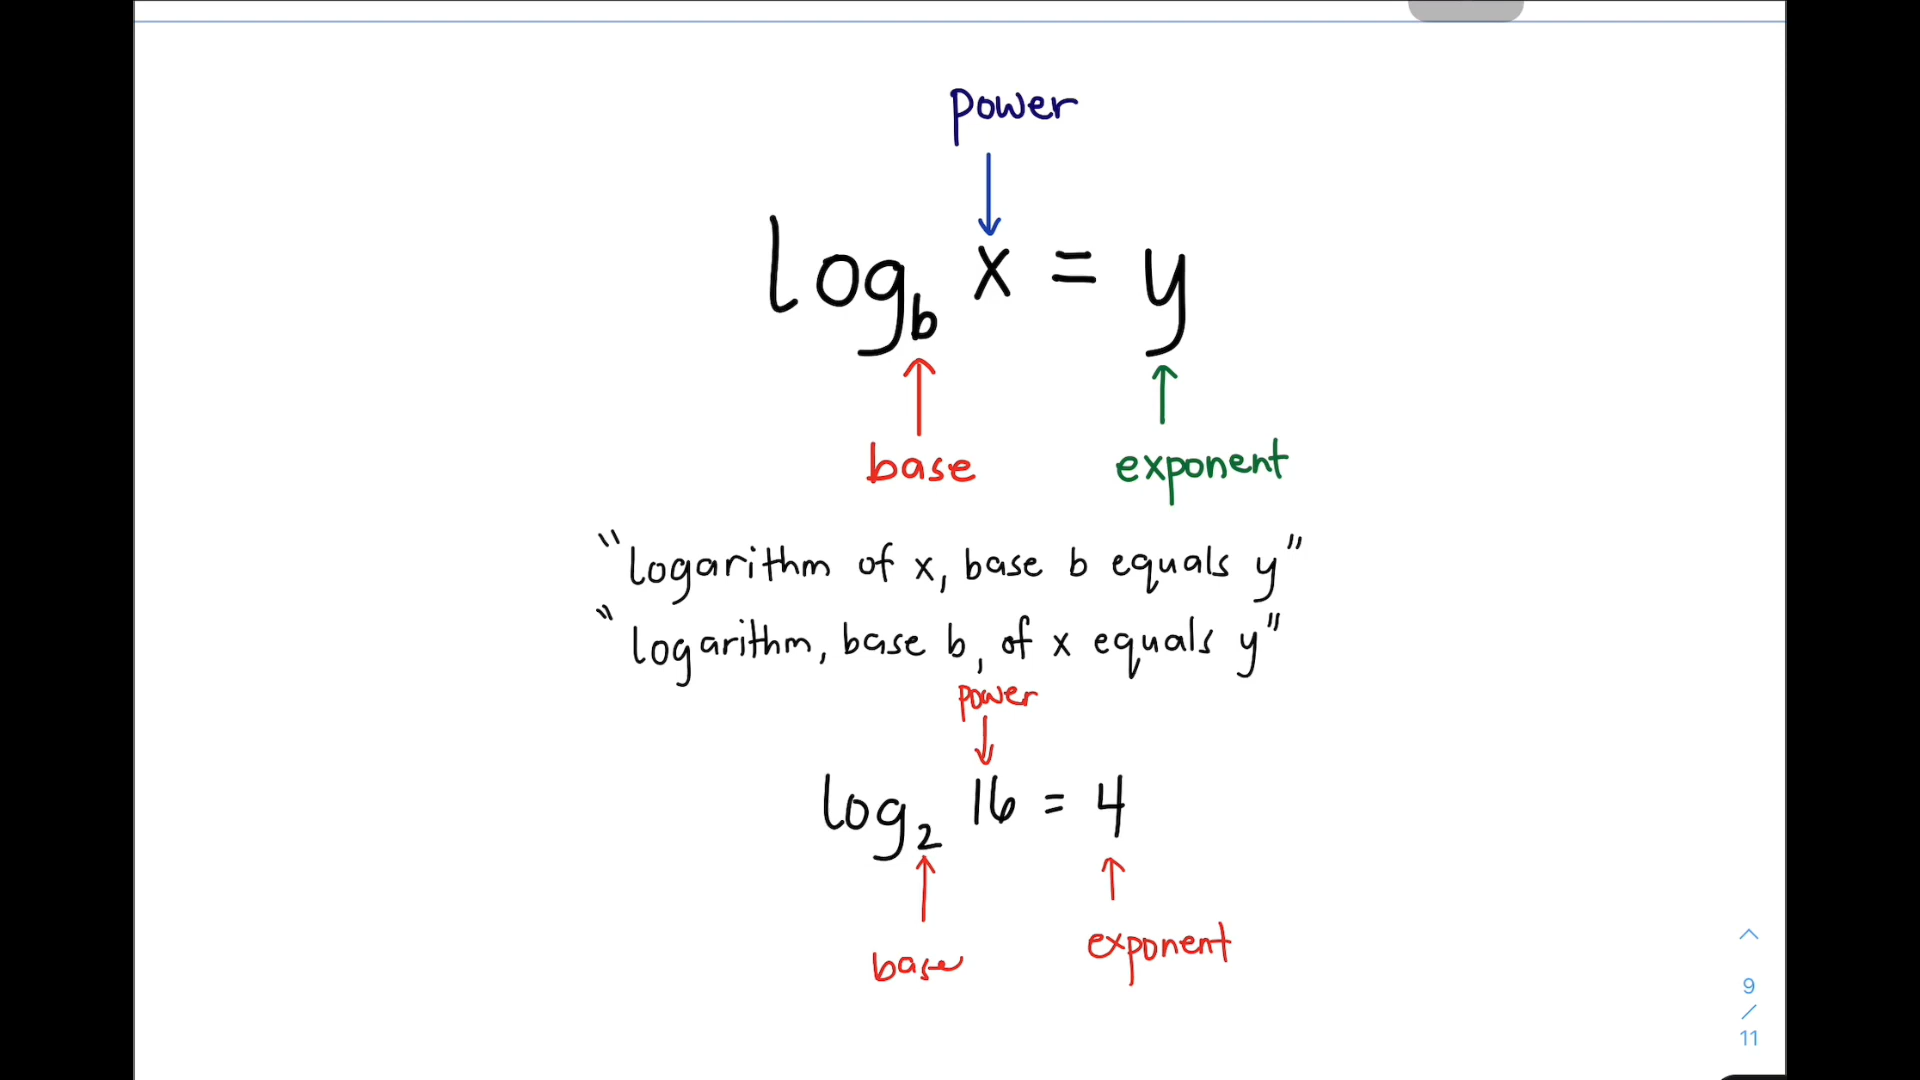 power
log_b x = y
base exponent
"logarithm of x, base b equals y"
"logarithm, base b, of x equals y"
power
log_2 16 = 4
base exponent
9
/
11